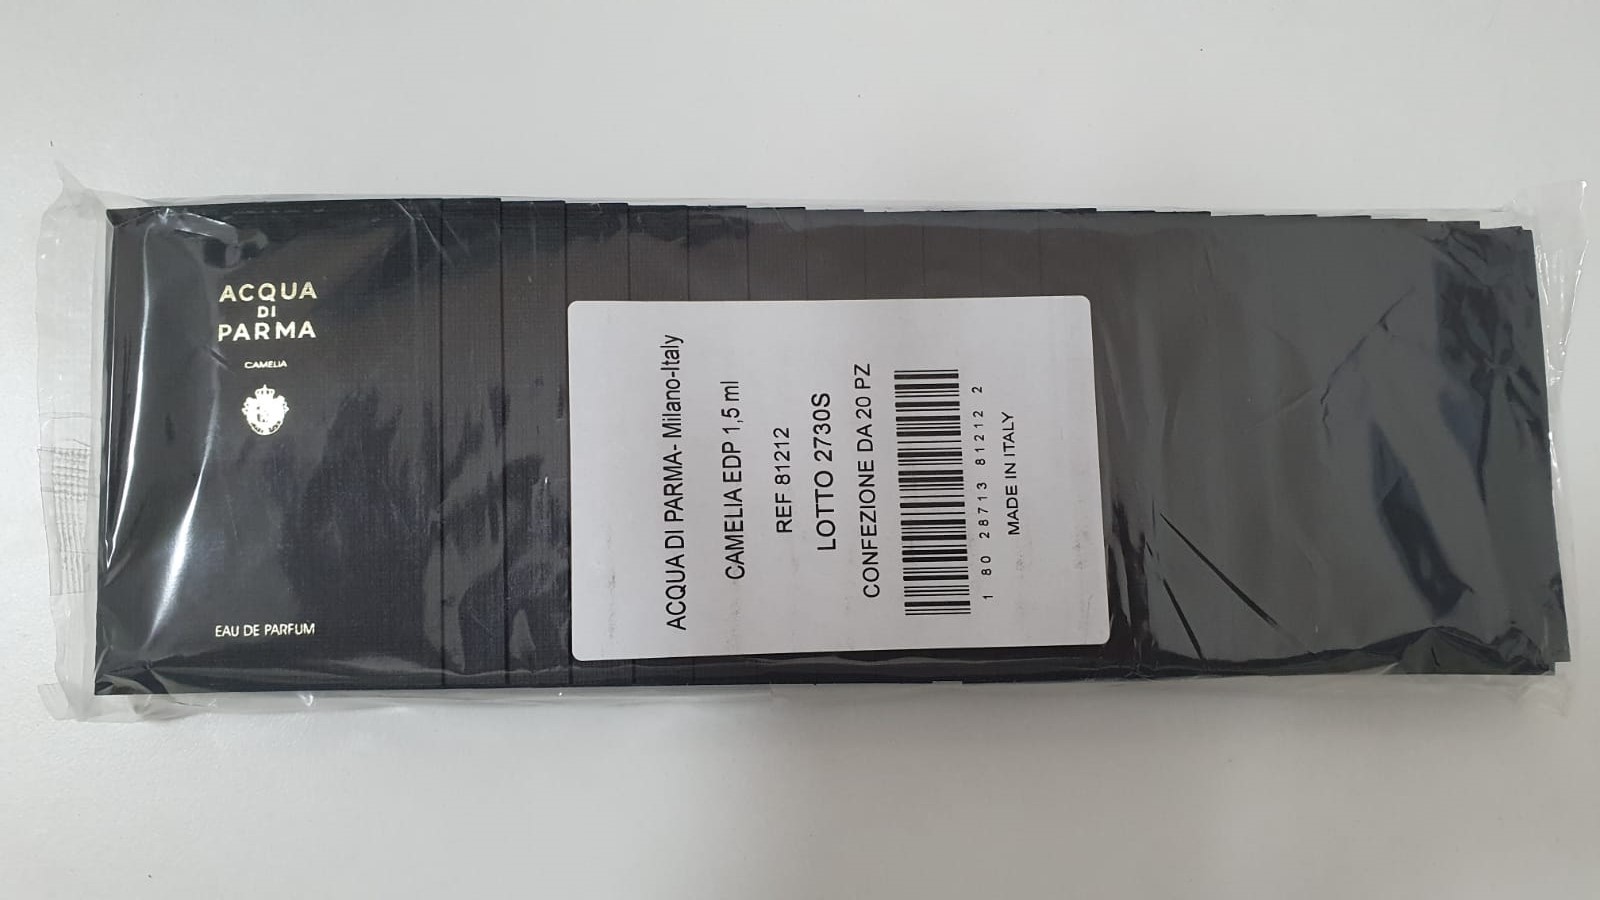 ACQUA
DI
PARMA
CAMELIA
EAU DE PARFUM
ACQUA DI PARMA- Milano-Italy
CAMELIA EDP 1,5 ml
REF 81212
LOTTO 2730S
CONFEZIONE DA 20 PZ
1 80 28713 81212 2
MADE IN ITALY